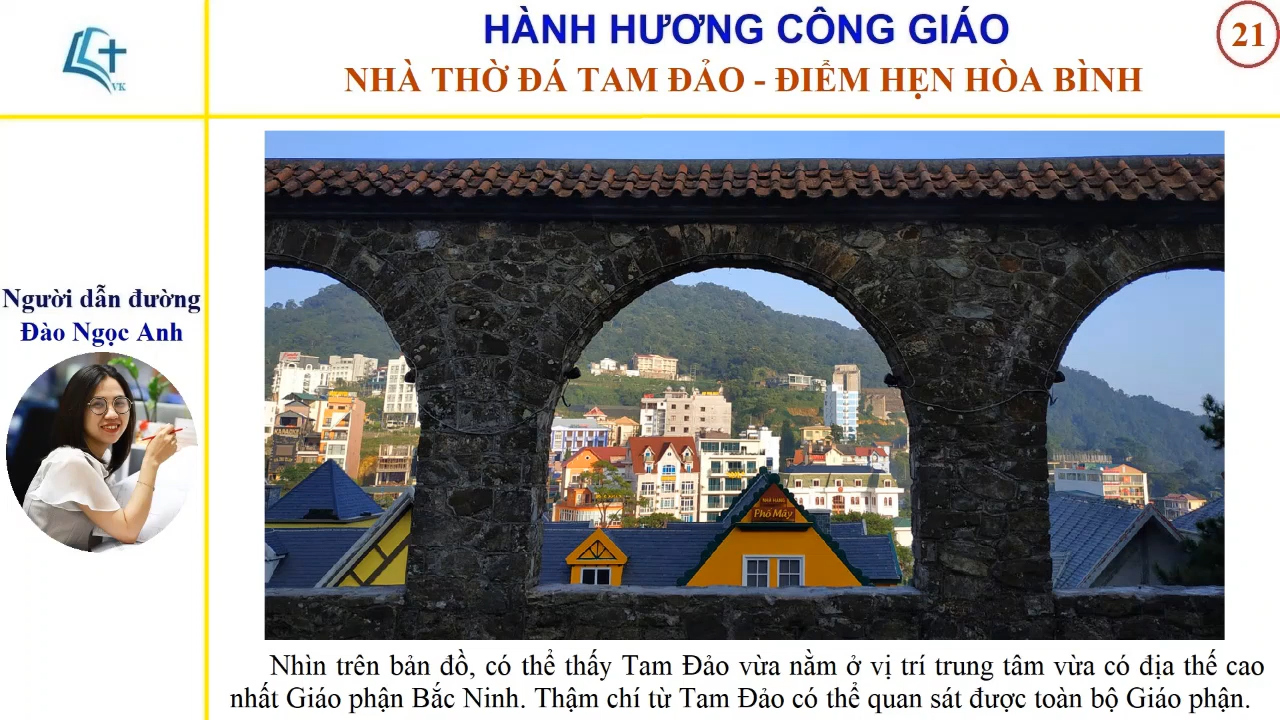 HÀNH HƯƠNG CÔNG GIÁO
21
NHÀ THỜ ĐÁ TAM ĐẢO - ĐIỂM HẸN HÒA BÌNH
VK
Người dẫn đường
Đào Ngọc Anh
NHÀ HÀNG
Phố Mây
Nhìn trên bản đồ, có thể thấy Tam Đảo vừa nằm ở vị trí trung tâm vừa có địa thế cao
nhất Giáo phận Bắc Ninh. Thậm chí từ Tam Đảo có thể quan sát được toàn bộ Giáo phận.